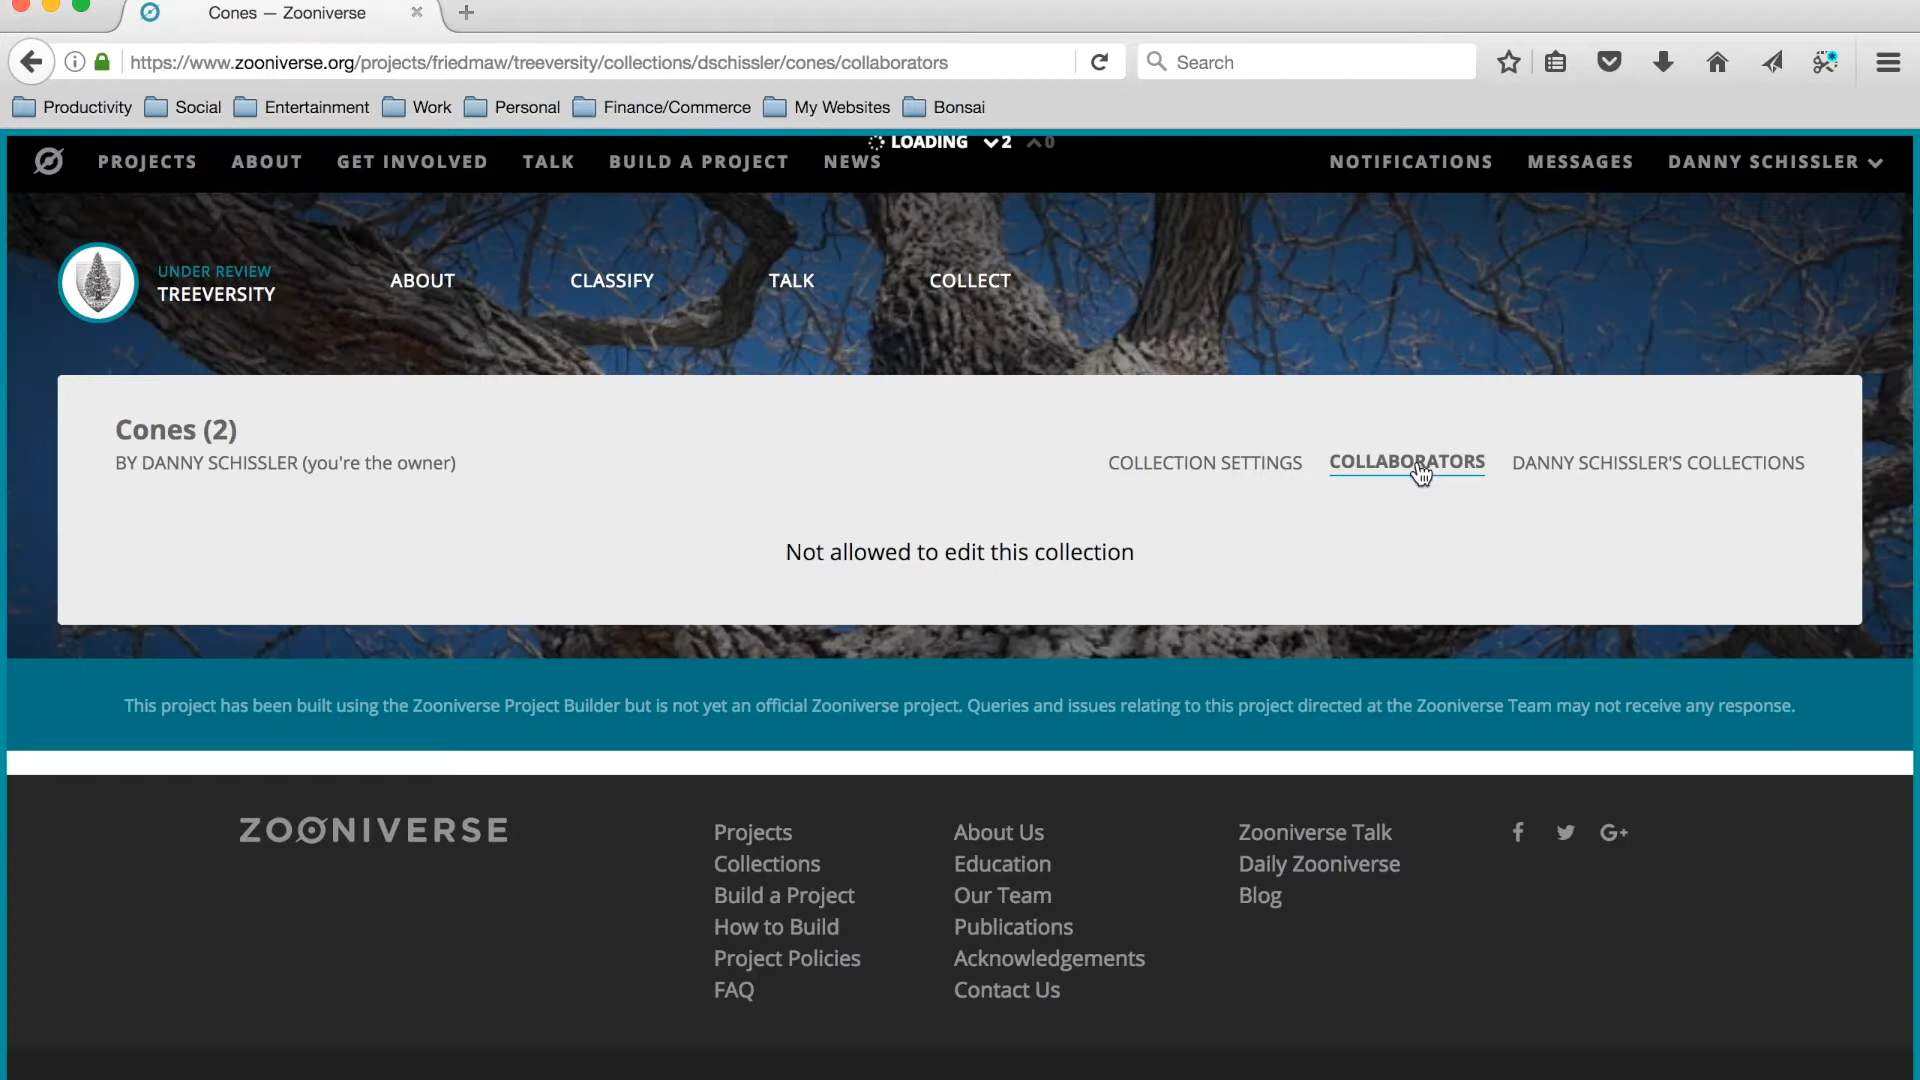 Cones — Zooniverse
https://www.zooniverse.org/projects/friedmaw/treeversity/collections/dschissler/cones/collaborators
Search
Productivity Social Entertainment Work Personal Finance/Commerce My Websites Bonsai
LOADING 2 0
PROJECTS ABOUT GET INVOLVED TALK BUILD A PROJECT NEWS NOTIFICATIONS MESSAGES DANNY SCHISSLER
UNDER REVIEW
TREEVERSITY
ABOUT CLASSIFY TALK COLLECT
Cones (2)
BY DANNY SCHISSLER (you're the owner)
COLLECTION SETTINGS COLLABORATORS DANNY SCHISSLER'S COLLECTIONS
Not allowed to edit this collection
This project has been built using the Zooniverse Project Builder but is not yet an official Zooniverse project. Queries and issues relating to this project directed at the Zooniverse Team may not receive any response.
ZOONIVERSE
Projects
Collections
Build a Project
How to Build
Project Policies
FAQ
About Us
Education
Our Team
Publications
Acknowledgements
Contact Us
Zooniverse Talk
Daily Zooniverse
Blog
G+